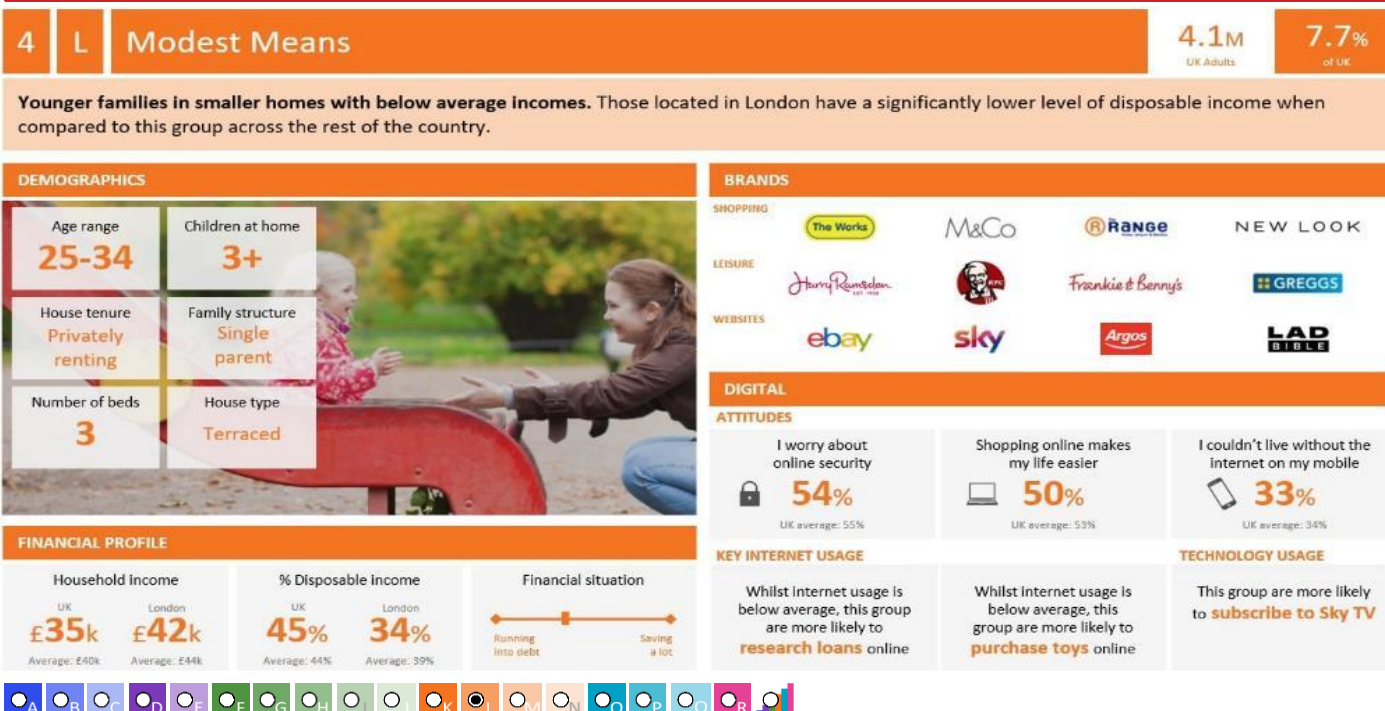 4 L Modest Means
4.1M
UK Adults
7.7%
of UK
Younger families in smaller homes with below average incomes. Those located in London have a significantly lower level of disposable income when
compared to this group across the rest of the country.
DEMOGRAPHICS
Age range
25-34
Children at home
3+
House tenure
Privately
renting
Family structure
Single
parent
Number of beds
3
House type
Terraced
FINANCIAL PROFILE
Household income
UK
£35k
Average: £40k
London
£42k
Average: £44k
% Disposable income
UK
45%
Average: 44%
London
34%
Average: 39%
Financial situation
Running
into debt
Saving
a lot
BRANDS
SHOPPING
The Works
M&Co
The RANGE
NEW LOOK
LEISURE
Harry Ramsden
EST. 1928
KFC
Frankie & Benny's
GREGGS
WEBSITES
ebay
sky
Argos
LAD
BIBLE
DIGITAL
ATTITUDES
I worry about
online security
54%
UK average: 55%
Shopping online makes
my life easier
50%
UK average: 53%
I couldn't live without the
internet on my mobile
33%
UK average: 34%
KEY INTERNET USAGE
Whilst internet usage is
below average, this group
are more likely to
research loans online
Whilst internet usage is
below average, this
group are more likely to
purchase toys online
TECHNOLOGY USAGE
This group are more likely
to subscribe to Sky TV
A B C D E F G H I J K L M N O P Q R